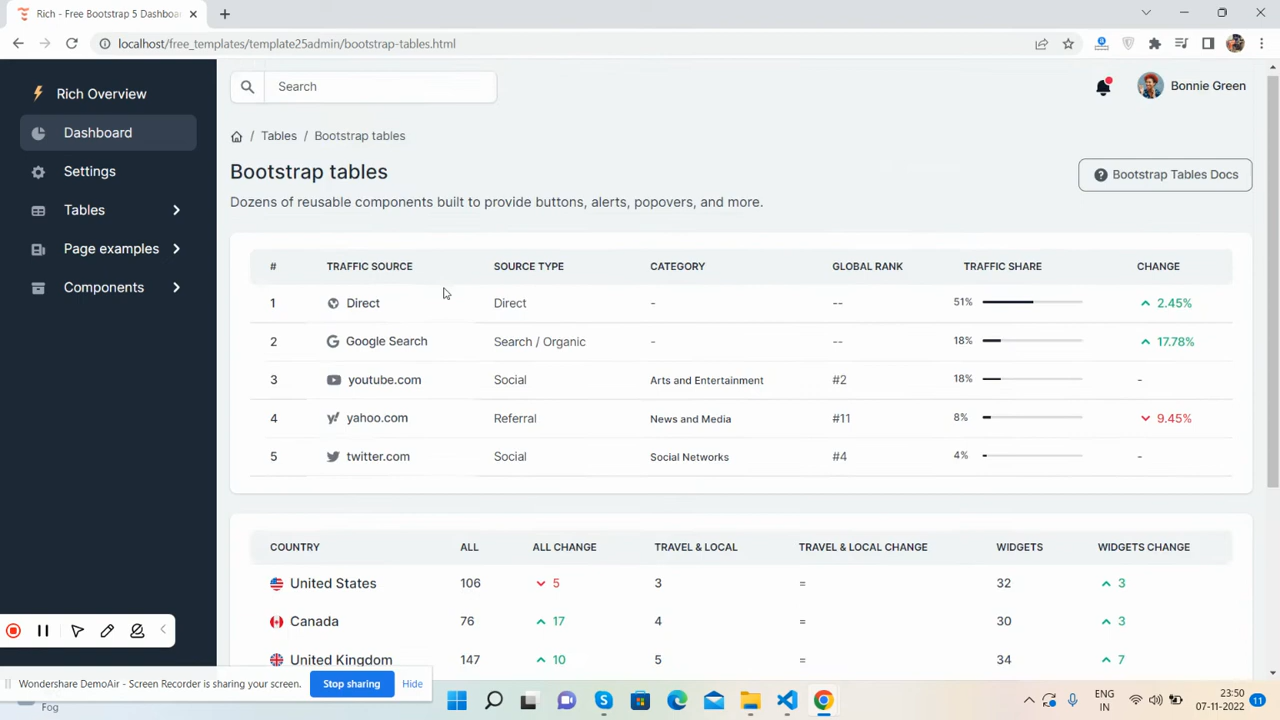 Rich - Free Bootstrap 5 Dashboa
localhost/free_templates/template25admin/bootstrap-tables.html
Rich Overview
Dashboard
Settings
Tables
Page examples
Components
Search
Bonnie Green
/ Tables / Bootstrap tables
Bootstrap tables
Bootstrap Tables Docs
Dozens of reusable components built to provide buttons, alerts, popovers, and more.
# TRAFFIC SOURCE SOURCE TYPE CATEGORY GLOBAL RANK TRAFFIC SHARE CHANGE
1 Direct Direct - -- 51% 2.45%
2 Google Search Search / Organic - -- 18% 17.78%
3 youtube.com Social Arts and Entertainment #2 18% -
4 yahoo.com Referral News and Media #11 8% 9.45%
5 twitter.com Social Social Networks #4 4% -
COUNTRY ALL ALL CHANGE TRAVEL & LOCAL TRAVEL & LOCAL CHANGE WIDGETS WIDGETS CHANGE
United States 106 5 3 = 32 3
Canada 76 17 4 = 30 3
United Kingdom 147 10 5 = 34 7
Wondershare DemoAir - Screen Recorder is sharing your screen. Stop sharing Hide
Fog
ENG
IN
23:50
07-11-2022
11